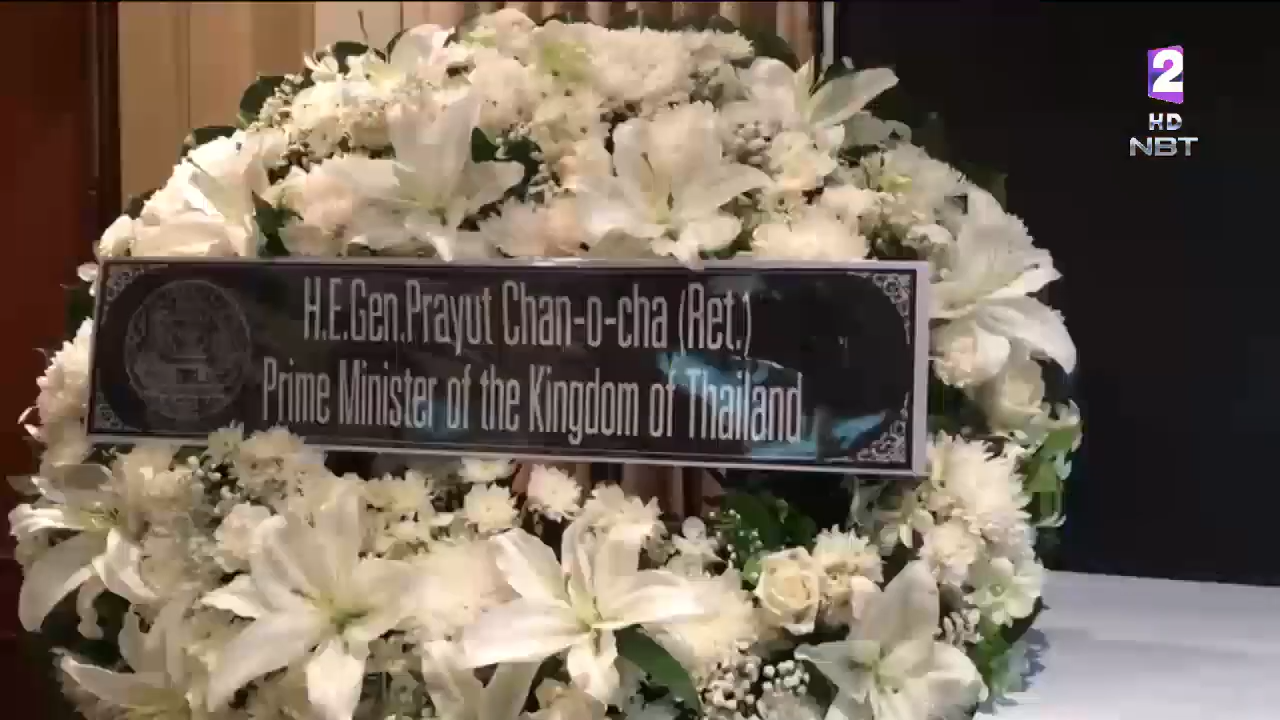 2
HD
NBT
H.E.Gen.Prayut Chan-o-cha (Ret.)
Prime Minister of the Kingdom of Thailand